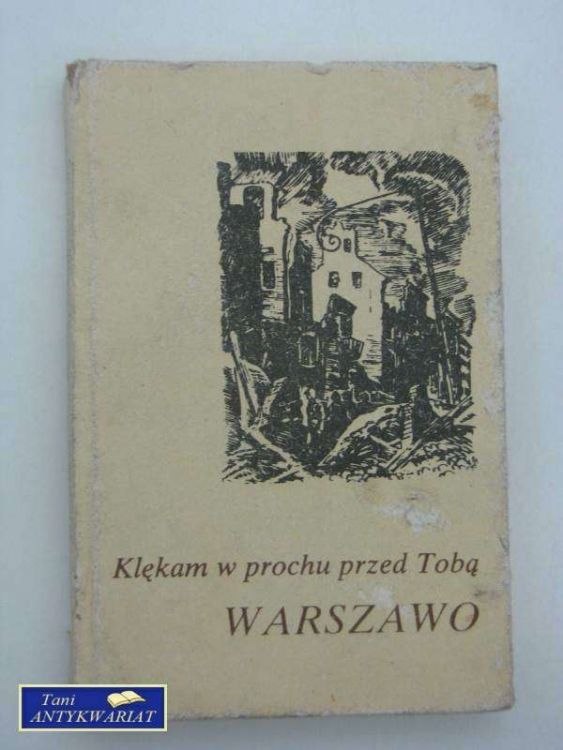 Klękam w prochu przed Tobą
WARSZAWO
Tani
ANTYKWARIAT